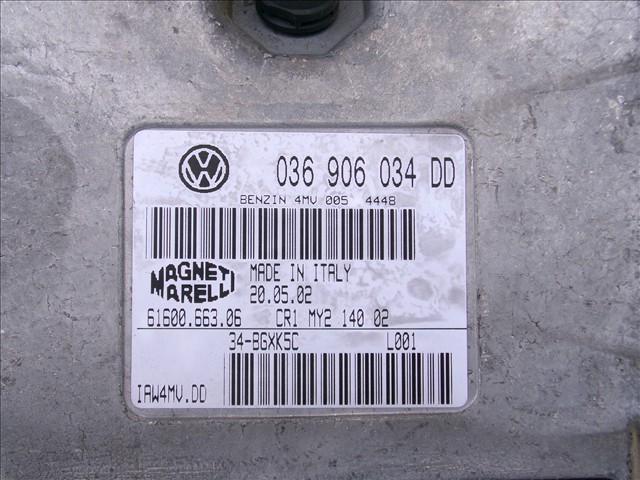 036 906 034 DD
BENZIN 4MV 005 4448
MAGNETI MARELLI
MADE IN ITALY
20.05.02
61600.663.06 CR1 MY2 140 02
34-BGXK5C L001
IAW4MV.DD